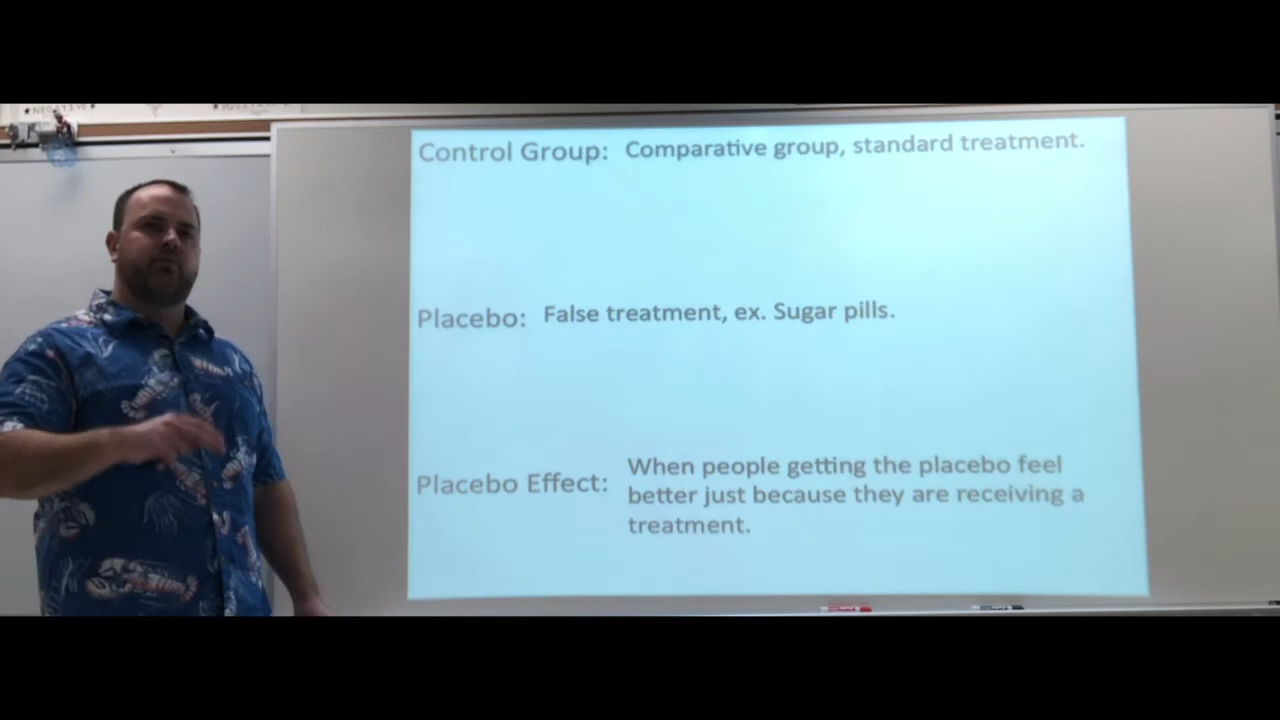 ★NEGATIVE★
Control Group: Comparative group, standard treatment.
Placebo: False treatment, ex. Sugar pills.
Placebo Effect: When people getting the placebo feel
better just because they are receiving a
treatment.